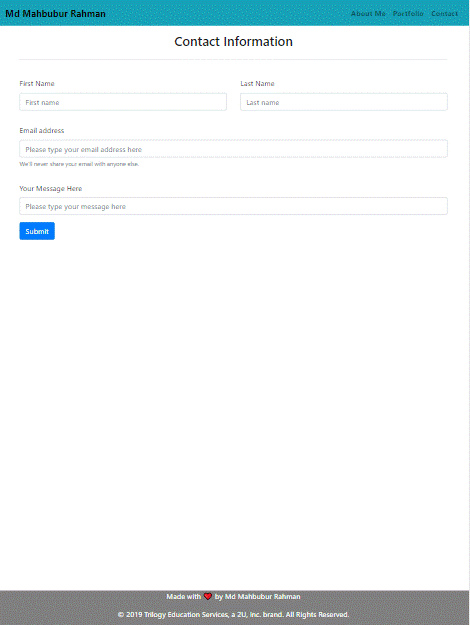 Md Mahbubur Rahman About Me Portfolio Contact
Contact Information
First Name Last Name
First name Last name
Email address
Please type your email address here
We'll never share your email with anyone else.
Your Message Here
Please type your message here
Submit
Made with ❤ by Md Mahbubur Rahman
© 2019 Trilogy Education Services, a 2U, Inc. brand. All Rights Reserved.